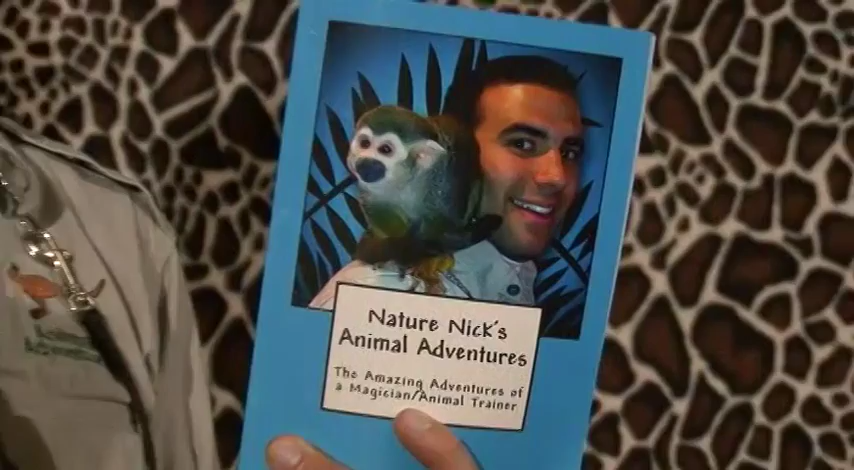 Nature Nick's
Animal Adventures
The Amazing Adventures of
a Magician/Animal Trainer